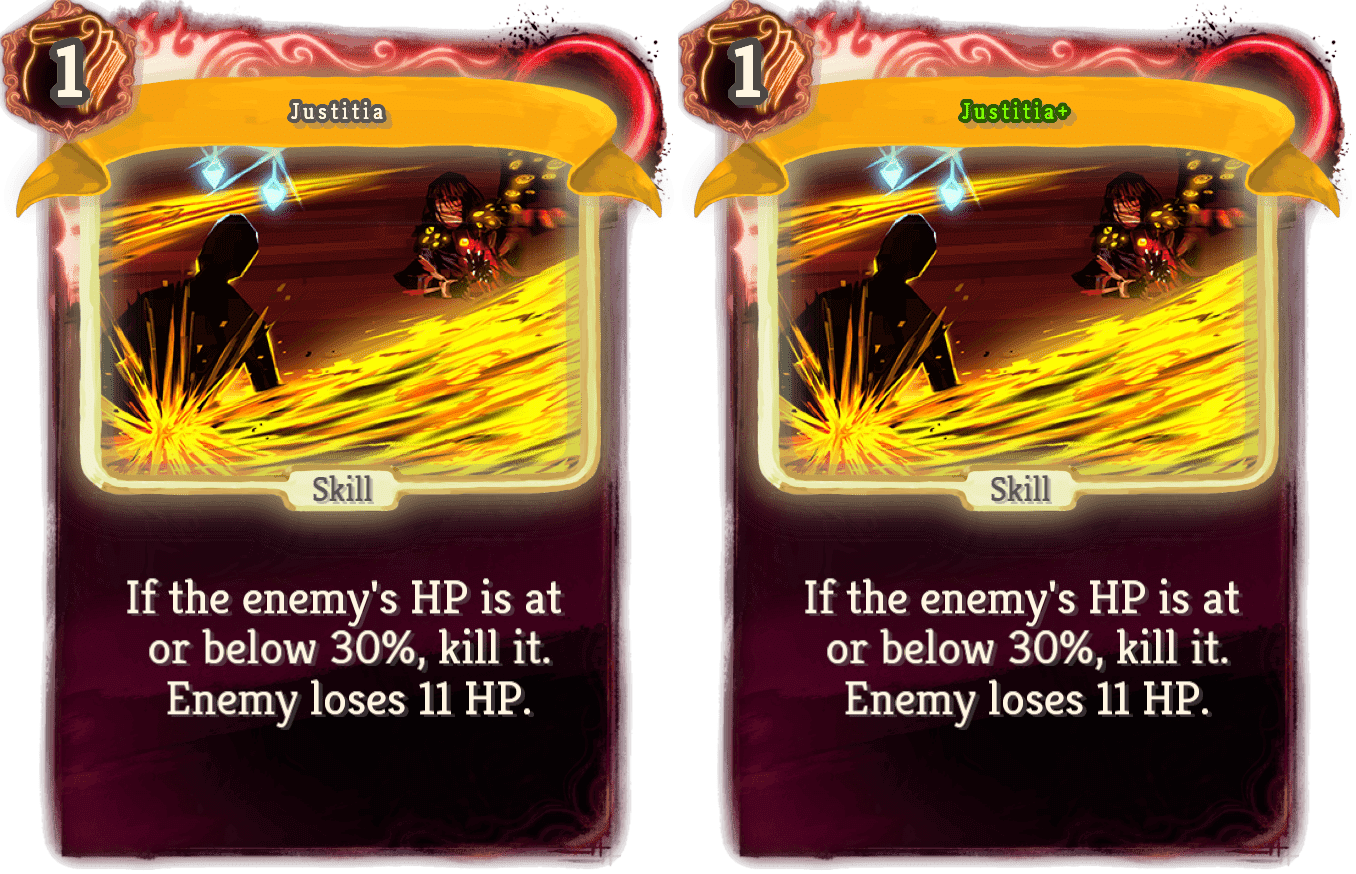 1
Justitia
Skill
If the enemy's HP is at
or below 30%, kill it.
Enemy loses 11 HP.
1
Justitia+
Skill
If the enemy's HP is at
or below 30%, kill it.
Enemy loses 11 HP.